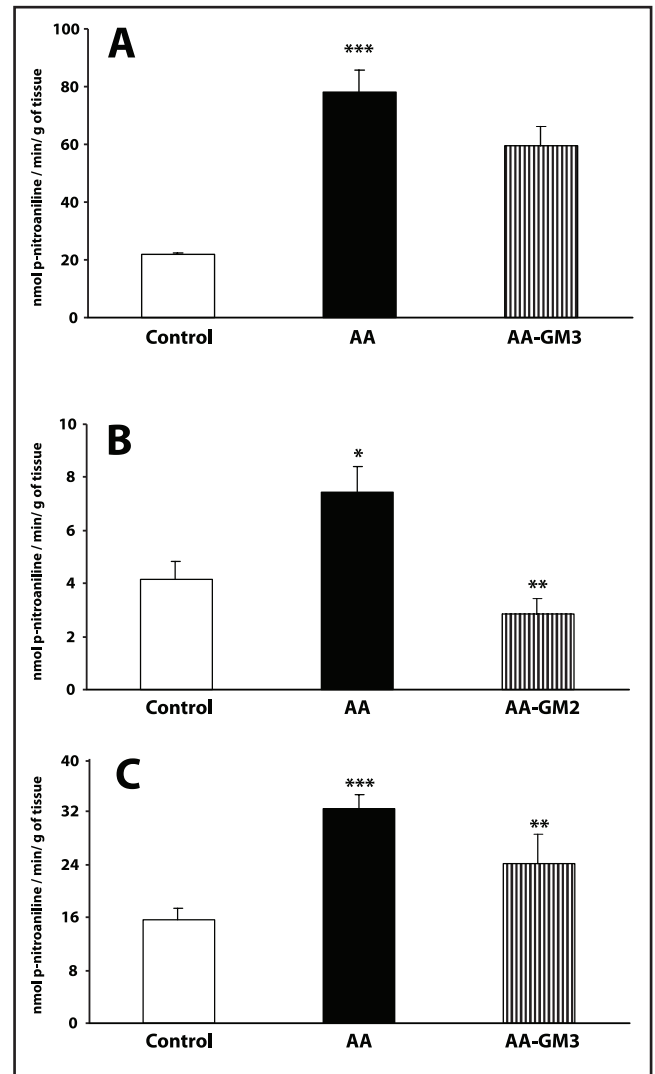 A
nmol p-nitroaniline / min/ g of tissue
100
80
60
40
20
0
***
Control AA AA-GM3
B
nmol p-nitroaniline / min/ g of tissue
10
8
6
4
2
0
*
**
Control AA AA-GM2
C
nmol p-nitroaniline / min/ g of tissue
40
32
24
16
8
0
***
**
Control AA AA-GM3